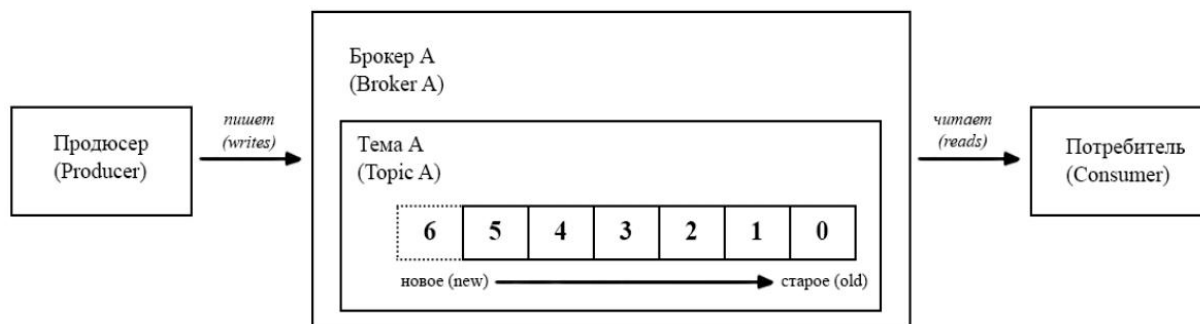 Продюсер
(Producer)
пишет
(writes)
Брокер А
(Broker A)
Тема А
(Topic A)
6 5 4 3 2 1 0
новое (new) старое (old)
читает
(reads)
Потребитель
(Consumer)